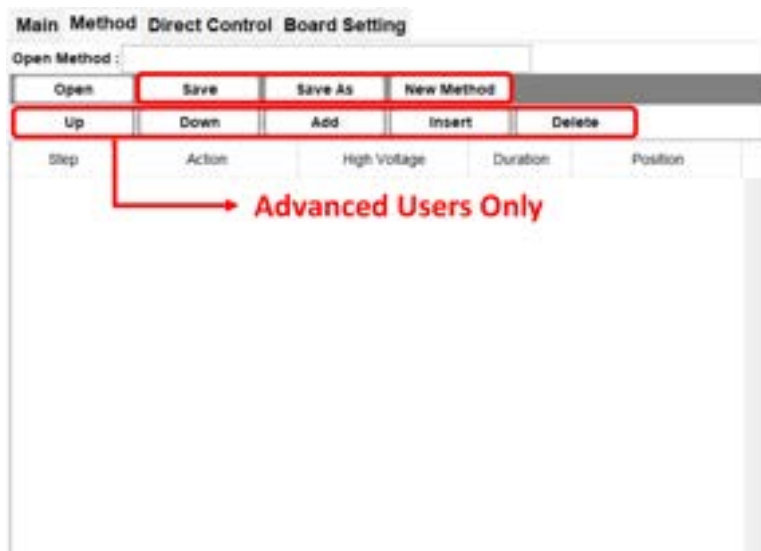 Main Method Direct Control Board Setting
Open Method :
Open Save Save As New Method
Up Down Add Insert Delete
Step Action High Voltage Duration Position
Advanced Users Only